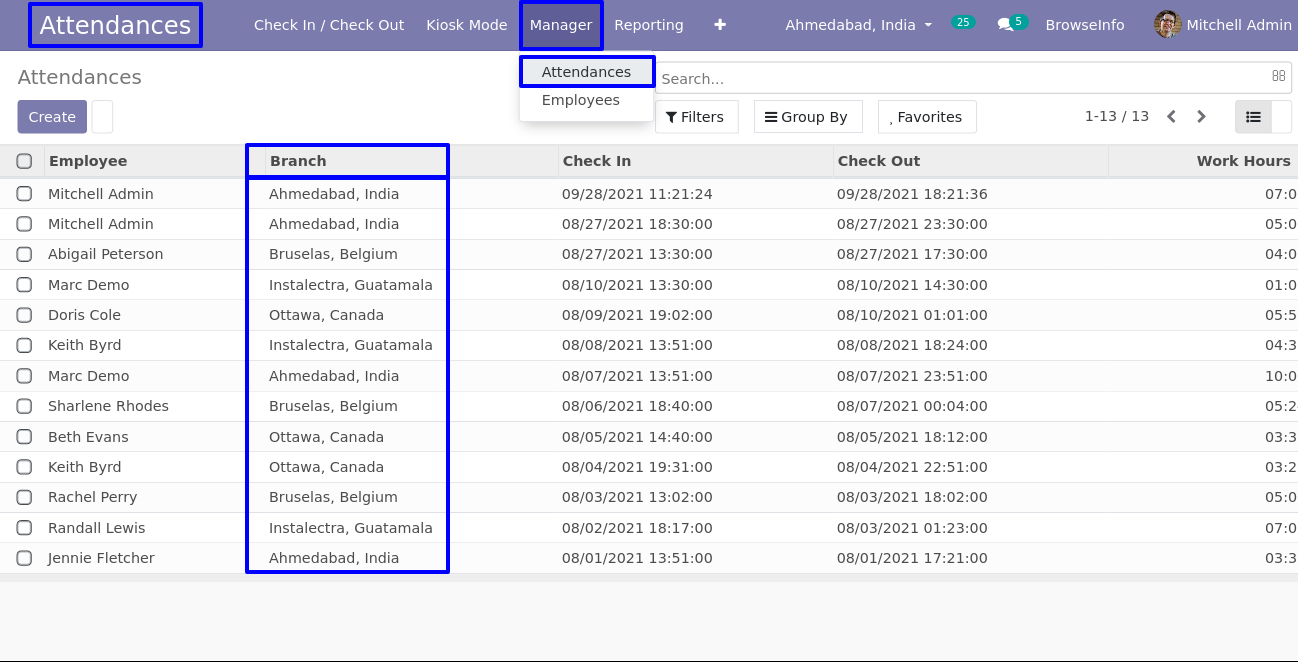 Attendances Check In / Check Out Kiosk Mode Manager Reporting Ahmedabad, India 25 5 BrowseInfo Mitchell Admin
Attendances
Attendances
Employees
Search...
Create
Filters Group By Favorites 1-13 / 13
Employee Branch Check In Check Out Work Hours
Mitchell Admin Ahmedabad, India 09/28/2021 11:21:24 09/28/2021 18:21:36 07:0
Mitchell Admin Ahmedabad, India 08/27/2021 18:30:00 08/27/2021 23:30:00 05:0
Abigail Peterson Bruselas, Belgium 08/27/2021 13:30:00 08/27/2021 17:30:00 04:0
Marc Demo Instalectra, Guatamala 08/10/2021 13:30:00 08/10/2021 14:30:00 01:0
Doris Cole Ottawa, Canada 08/09/2021 19:02:00 08/10/2021 01:01:00 05:5
Keith Byrd Instalectra, Guatamala 08/08/2021 13:51:00 08/08/2021 18:24:00 04:3
Marc Demo Ahmedabad, India 08/07/2021 13:51:00 08/07/2021 23:51:00 10:0
Sharlene Rhodes Bruselas, Belgium 08/06/2021 18:40:00 08/07/2021 00:04:00 05:2
Beth Evans Ottawa, Canada 08/05/2021 14:40:00 08/05/2021 18:12:00 03:3
Keith Byrd Ottawa, Canada 08/04/2021 19:31:00 08/04/2021 22:51:00 03:2
Rachel Perry Bruselas, Belgium 08/03/2021 13:02:00 08/03/2021 18:02:00 05:0
Randall Lewis Instalectra, Guatamala 08/02/2021 18:17:00 08/03/2021 01:23:00 07:0
Jennie Fletcher Ahmedabad, India 08/01/2021 13:51:00 08/01/2021 17:21:00 03:3